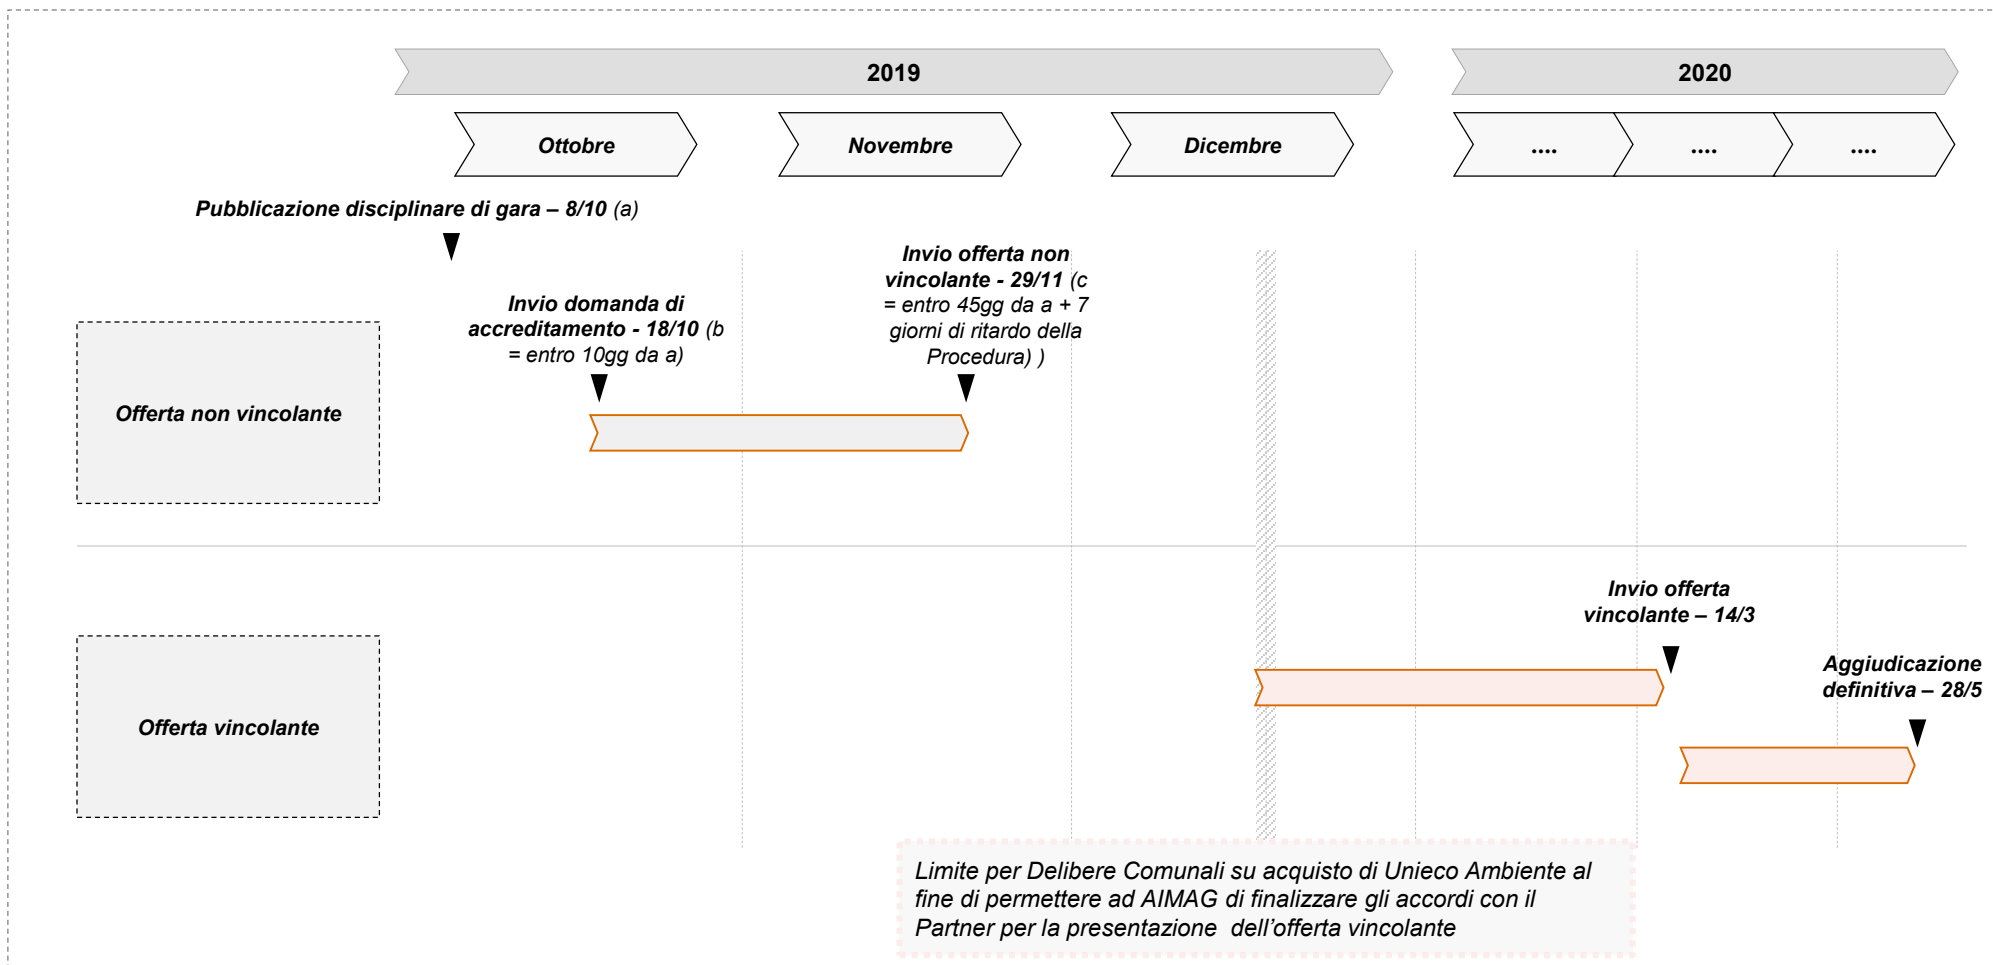 2019
2020
Ottobre
Novembre
Dicembre
....
....
....
Pubblicazione disciplinare di gara – 8/10 (a)
Invio domanda di
accreditamento - 18/10 (b
= entro 10gg da a)
Invio offerta non
vincolante - 29/11 (c
= entro 45gg da a + 7
giorni di ritardo della
Procedura) )
Offerta non vincolante
Invio offerta
vincolante – 14/3
Aggiudicazione
definitiva – 28/5
Offerta vincolante
Limite per Delibere Comunali su acquisto di Unieco Ambiente al
fine di permettere ad AIMAG di finalizzare gli accordi con il
Partner per la presentazione  dell’offerta vincolante